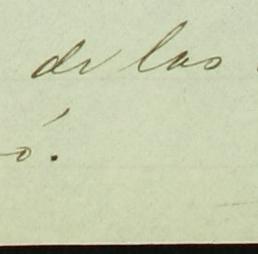 de las
ó.